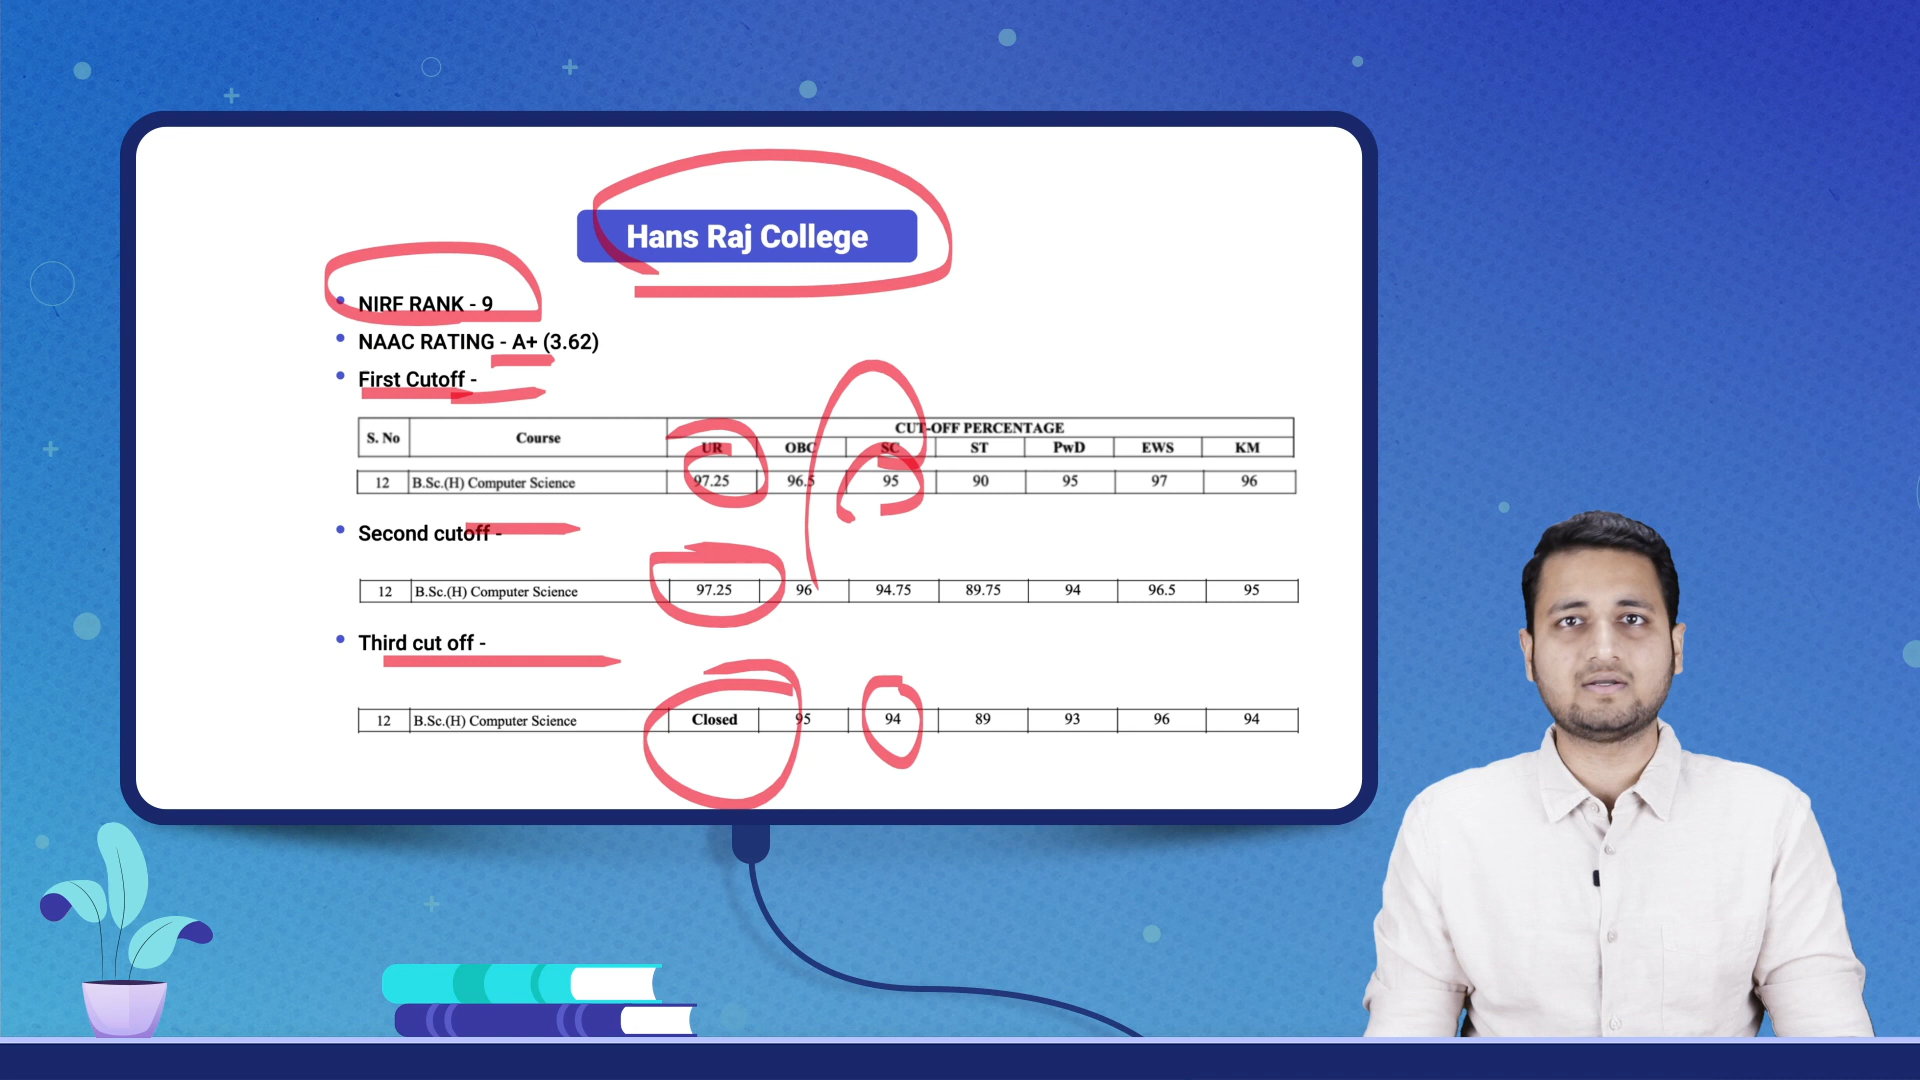 Hans Raj College
NIRF RANK - 9
NAAC RATING - A+ (3.62)
First Cutoff -
S. No Course CUT-OFF PERCENTAGE
UR OBC SC ST PwD EWS KM
12 B.Sc.(H) Computer Science 97.25 96.5 95 90 95 97 96
Second cutoff -
12 B.Sc.(H) Computer Science 97.25 96 94.75 89.75 94 96.5 95
Third cut off -
12 B.Sc.(H) Computer Science Closed 95 94 89 93 96 94